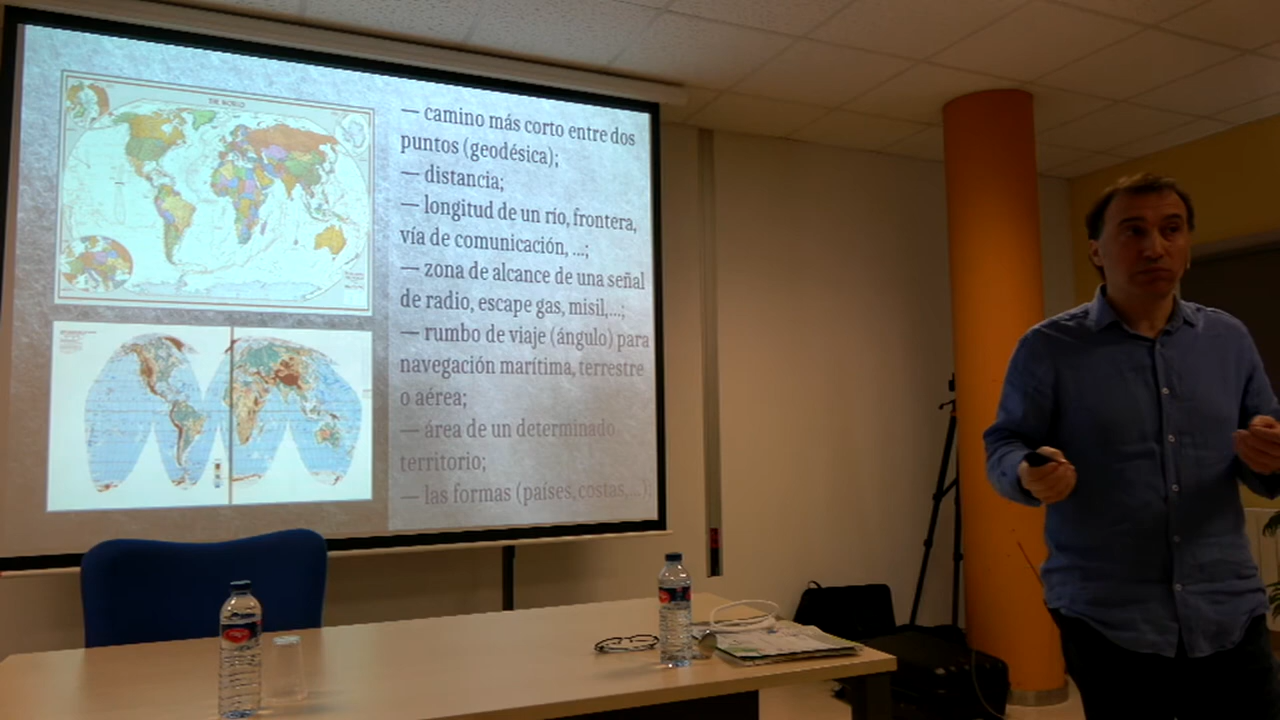 THE WORLD
— camino más corto entre dos
puntos (geodésica);
— distancia;
— longitud de un río, frontera,
vía de comunicación, ...;
— zona de alcance de una señal
de radio, escape gas, misil,...;
— rumbo de viaje (ángulo) para
navegación marítima, terrestre
o aérea;
— área de un determinado
territorio;
— las formas (países, costas,...);